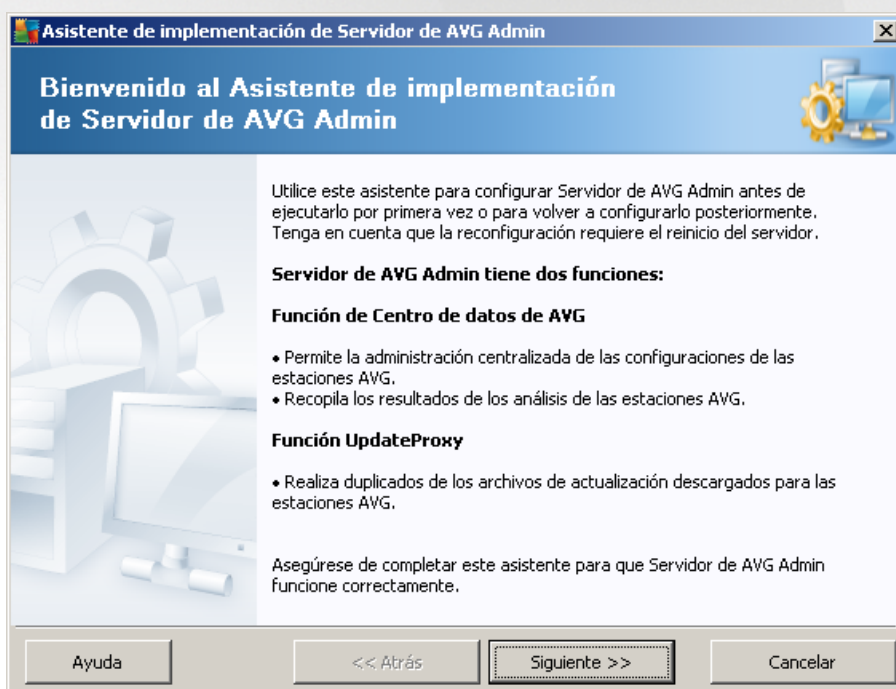 Asistente de implementación de Servidor de AVG Admin
Bienvenido al Asistente de implementación
de Servidor de AVG Admin
Utilice este asistente para configurar Servidor de AVG Admin antes de
ejecutarlo por primera vez o para volver a configurarlo posteriormente.
Tenga en cuenta que la reconfiguración requiere el reinicio del servidor.
Servidor de AVG Admin tiene dos funciones:
Función de Centro de datos de AVG
• Permite la administración centralizada de las configuraciones de las
estaciones AVG.
• Recopila los resultados de los análisis de las estaciones AVG.
Función UpdateProxy
• Realiza duplicados de los archivos de actualización descargados para las
estaciones AVG.
Asegúrese de completar este asistente para que Servidor de AVG Admin
funcione correctamente.
Ayuda
<< Atrás
Siguiente >>
Cancelar